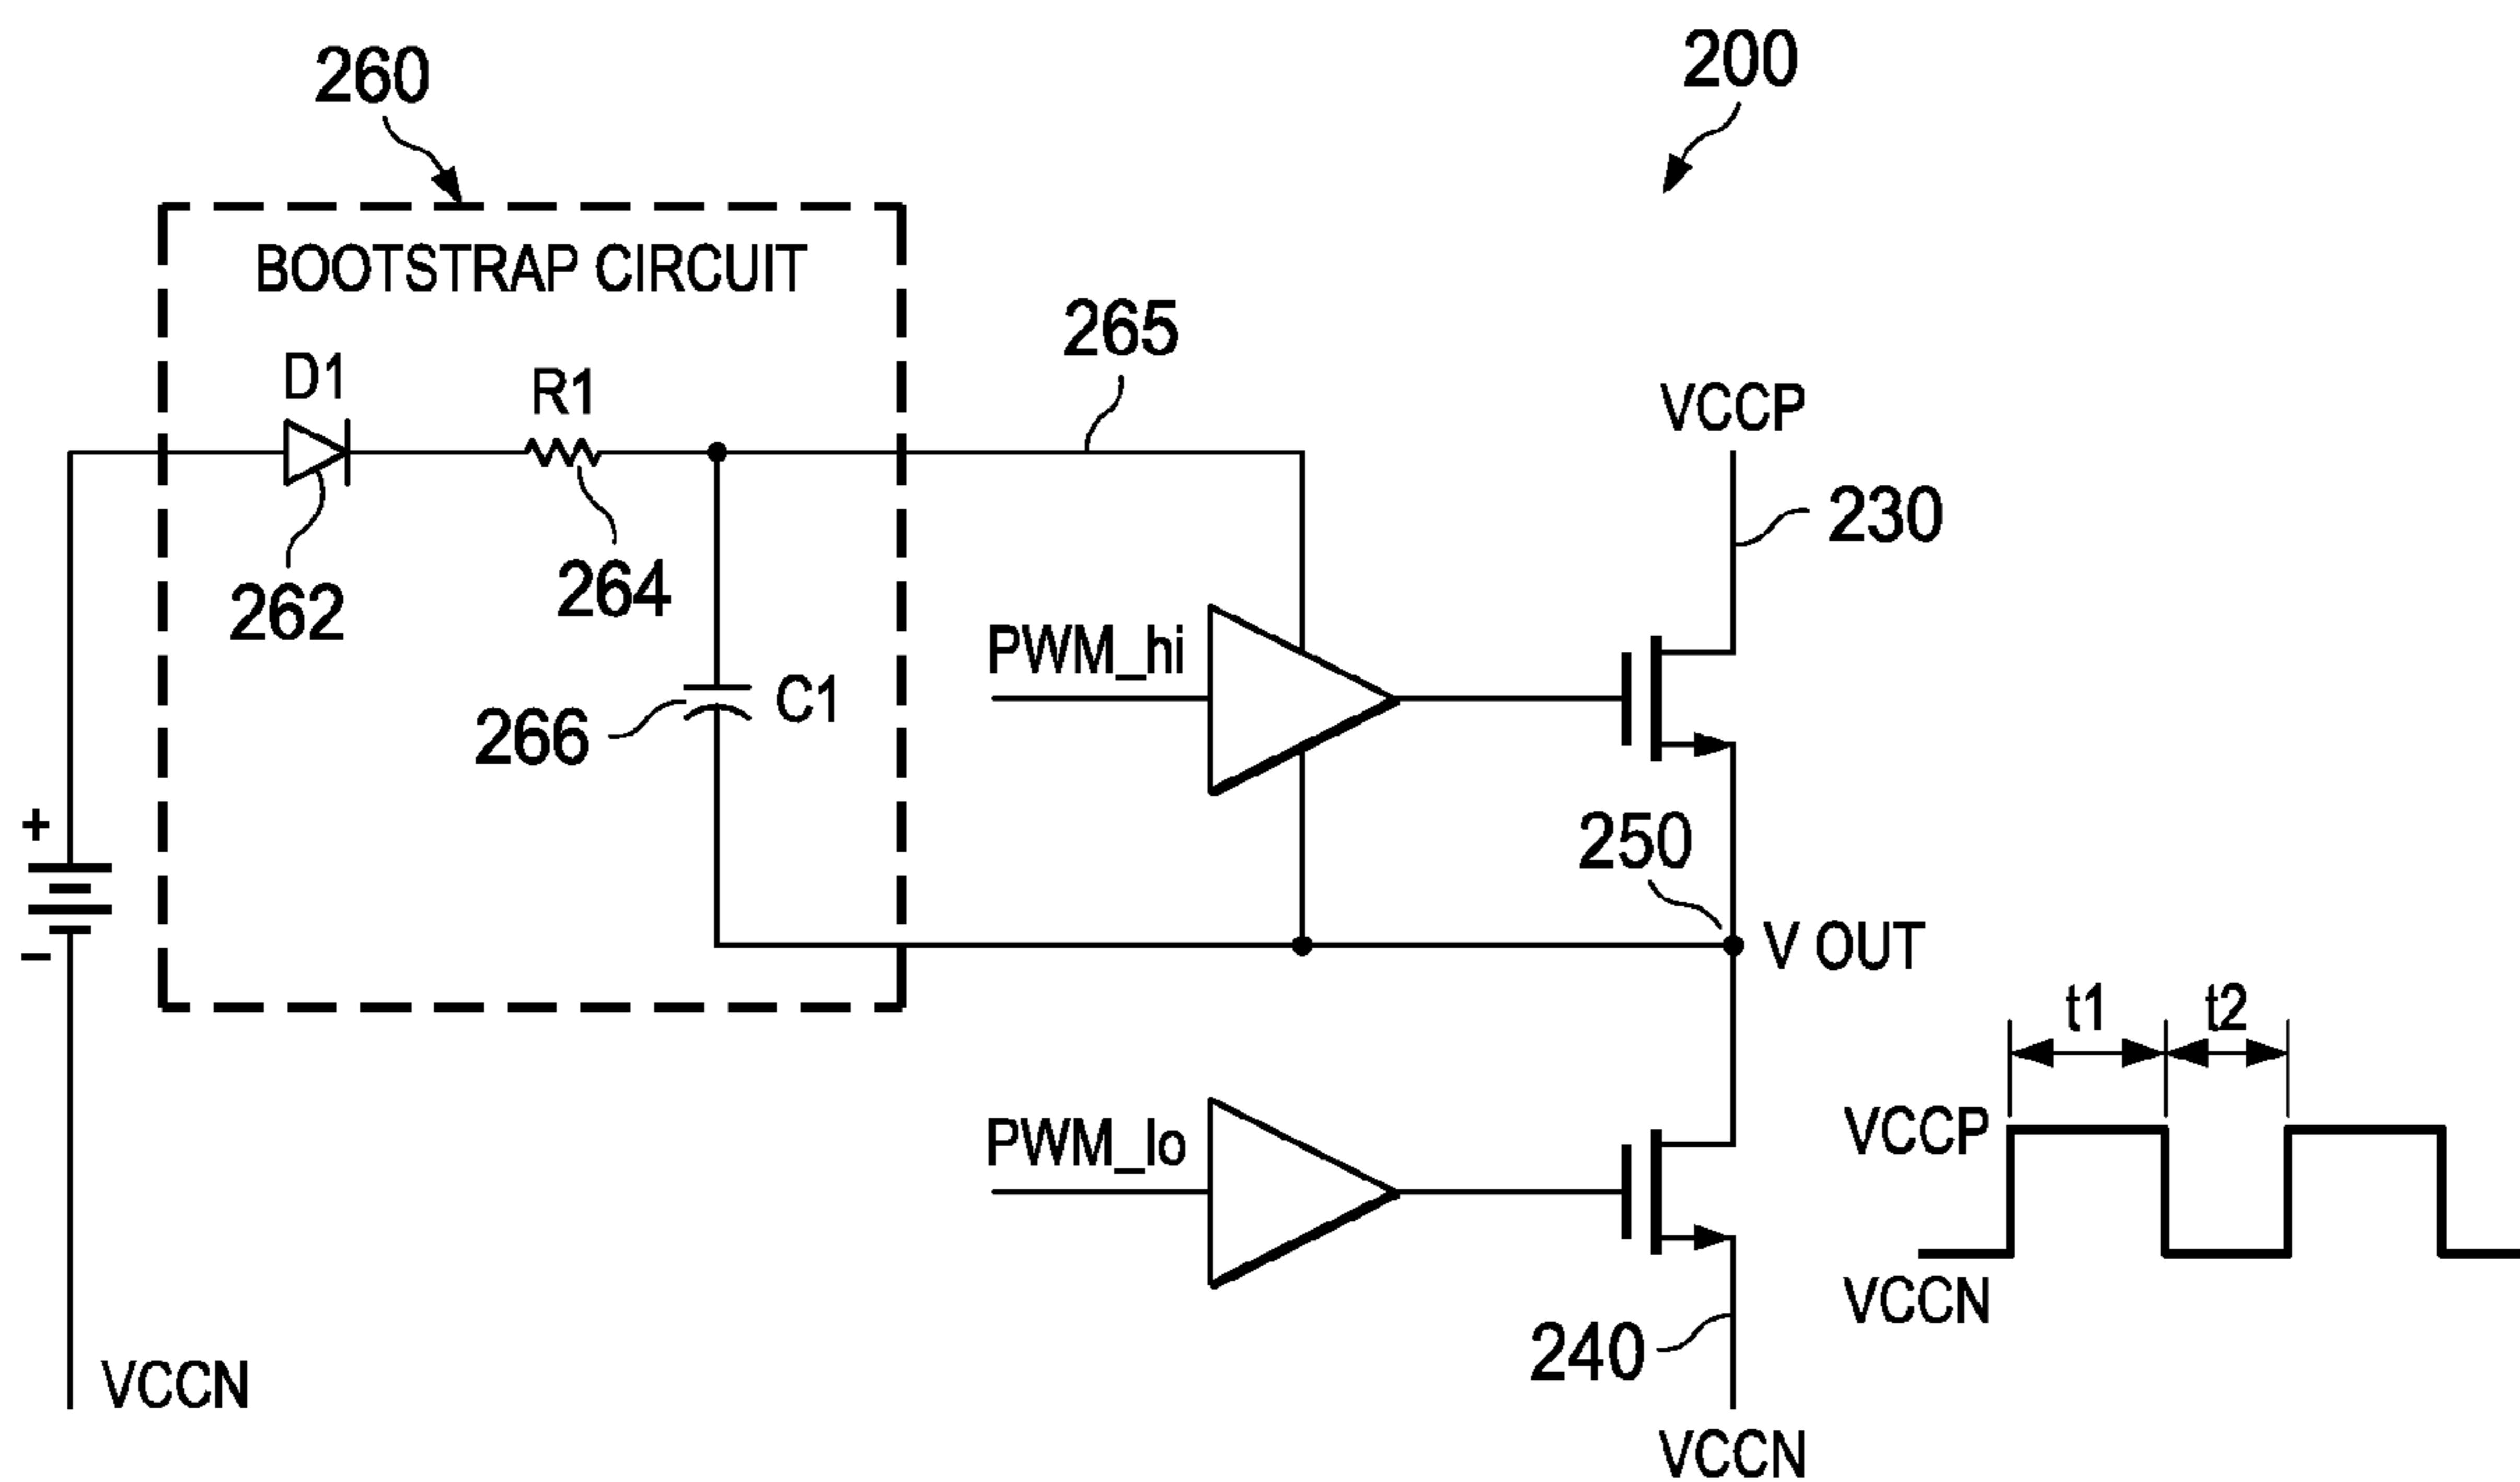 260
200
BOOTSTRAP CIRCUIT
265
D1
R1
VCCP
230
262
264
PWM_hi
266
C1
+
250
V OUT
−
t1
t2
PWM_lo
VCCP
VCCN
240
VCCN
VCCN